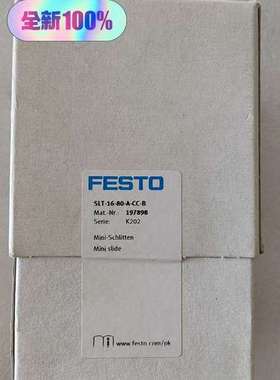 全新100%
FESTO
SLT-16-80-A-CC-B
Mat.-Nr. 197898
Serie: K202
Mini-Schlitten
Mini slide
www.festo.com/pk